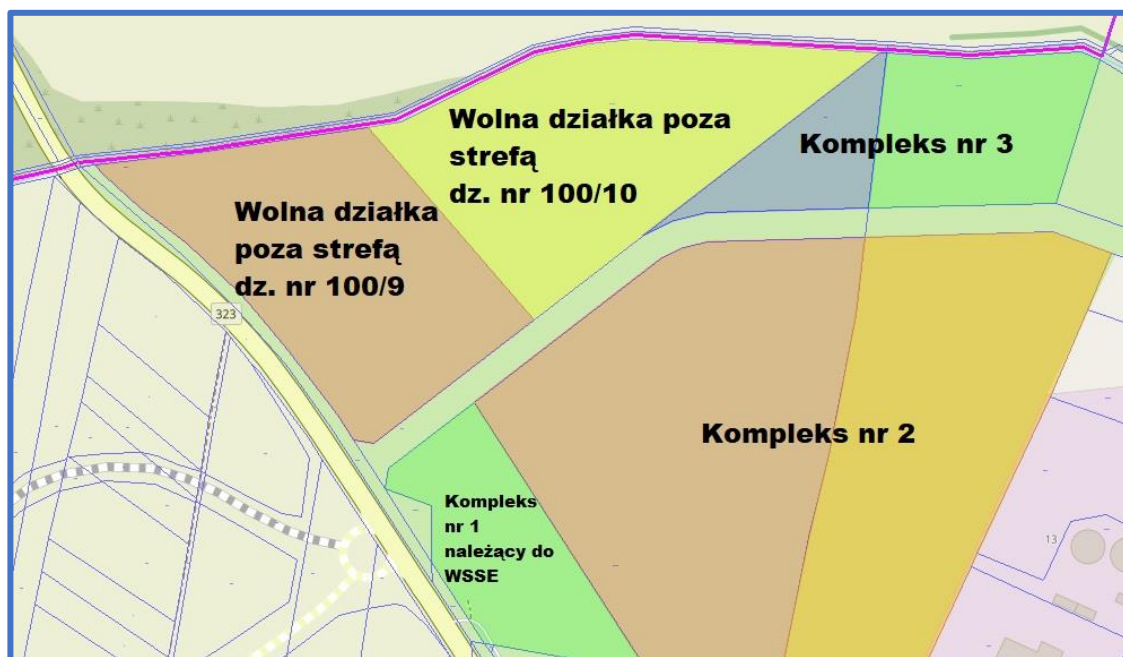 Wolna działka poza
strefą
dz. nr 100/10
Kompleks nr 3
Wolna działka
poza strefą
dz. nr 100/9
323
Kompleks nr 2
Kompleks
nr 1
należący do
WSSE
13